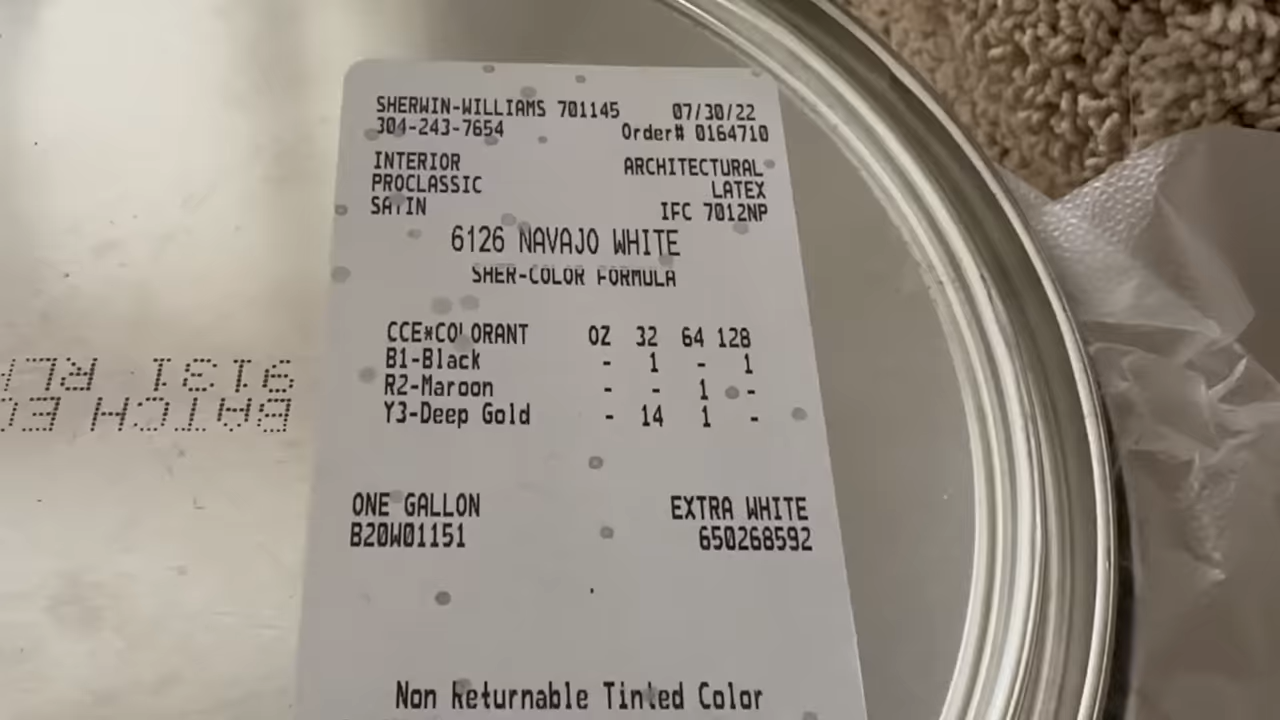 SHERWIN-WILLIAMS 701145 07/30/22
304-243-7654 Order# 0164710
INTERIOR ARCHITECTURAL
PROCLASSIC LATEX
SATIN IFC 7012NP
6126 NAVAJO WHITE
SHER-COLOR FORMULA
CCE*COLORANT OZ 32 64 128
B1-Black - 1 - 1
R2-Maroon - - 1 -
Y3-Deep Gold - 14 1 -
ONE GALLON EXTRA WHITE
B20W01151 650268592
Non Returnable Tinted Color
BATCH
9131